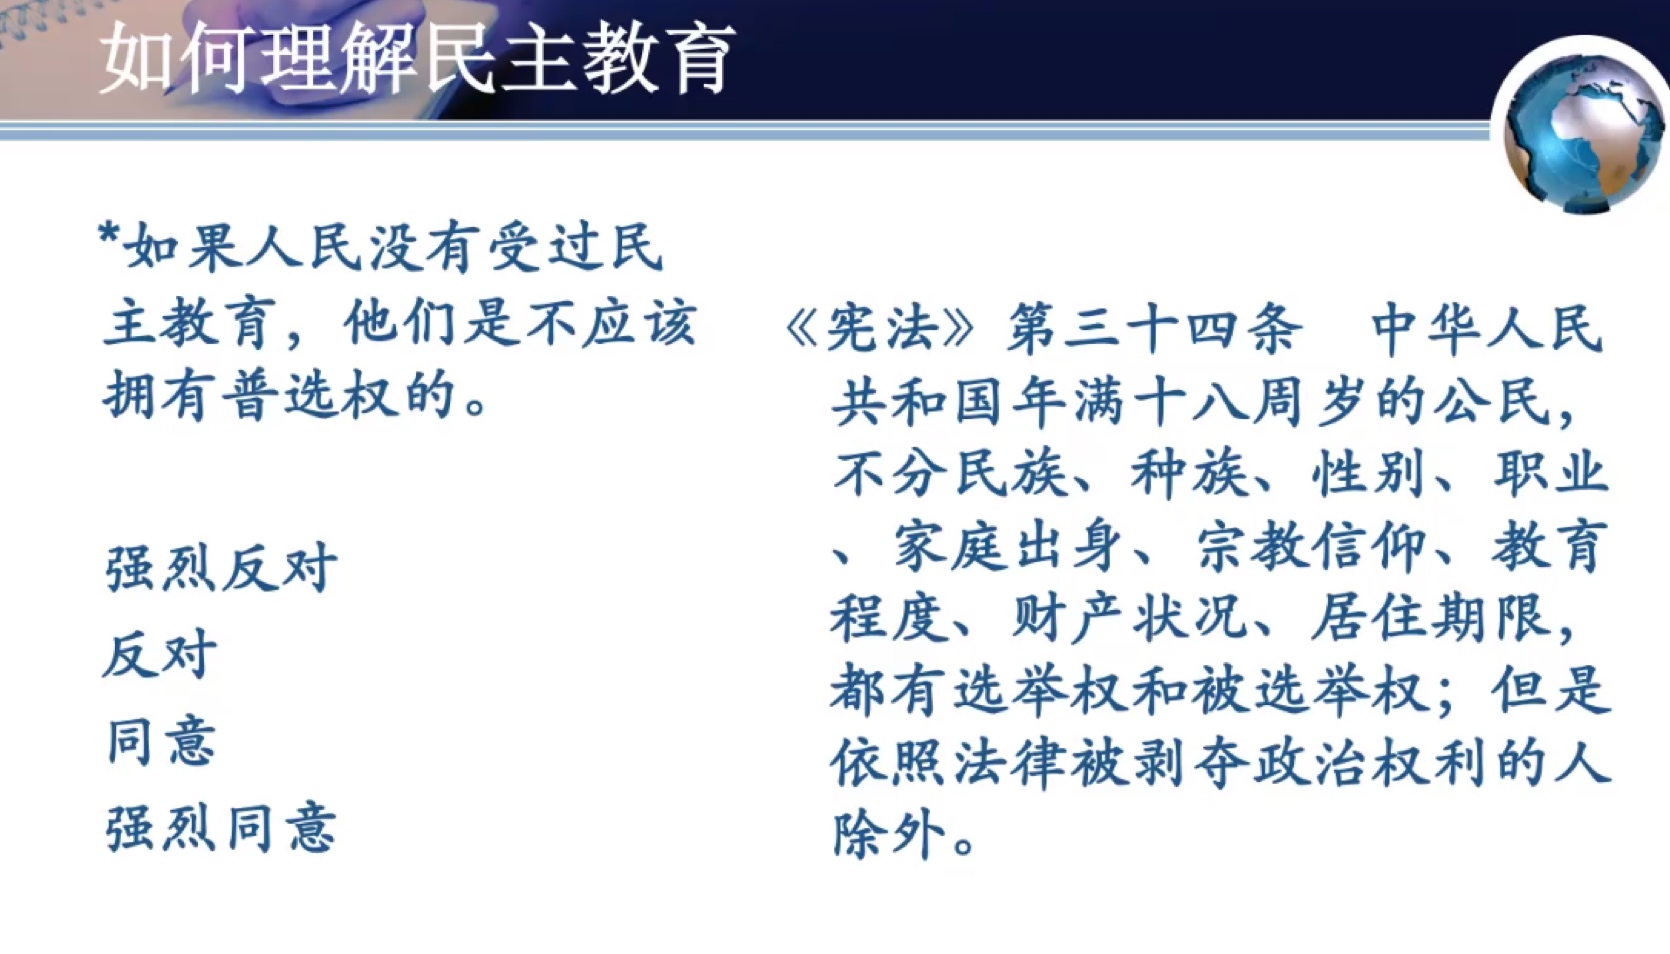 如何理解民主教育
*如果人民没有受过民
主教育，他们是不应该
拥有普选权的。
强烈反对
反对
同意
强烈同意
《宪法》第三十四条　中华人民
共和国年满十八周岁的公民，
不分民族、种族、性别、职业
、家庭出身、宗教信仰、教育
程度、财产状况、居住期限，
都有选举权和被选举权；但是
依照法律被剥夺政治权利的人
除外。